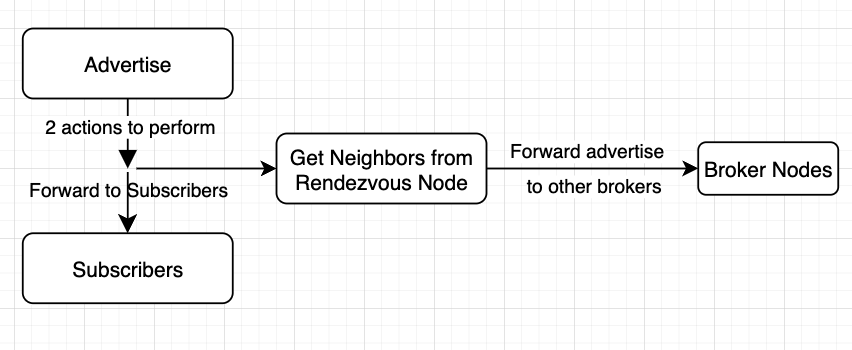 Advertise
2 actions to perform
Forward to Subscribers
Subscribers
Get Neighbors from
Rendezvous Node
Forward advertise
to other brokers
Broker Nodes